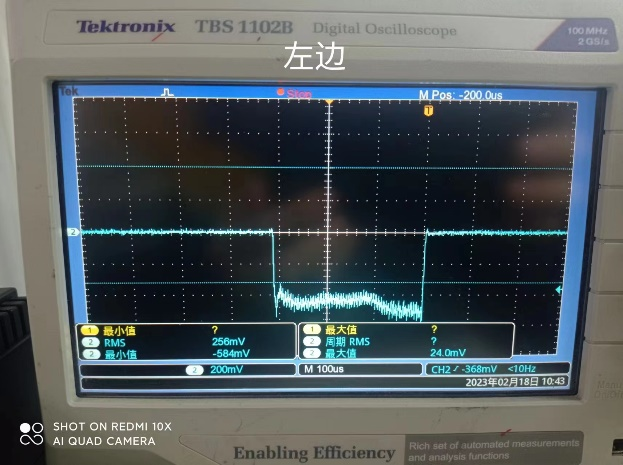 Tektronix TBS 1102B Digital Oscilloscope
100 MHz
2 GS/s
左边
Tek Stop M Pos: -200.0us
T
2
1 最小值 ?
2 RMS 256mV
2 最小值 -584mV
1 最大值 ?
2 周期 RMS ?
2 最大值 24.0mV
2 200mV M 100us CH2 -368mV <10Hz
2023年02月18日 10:43
SHOT ON REDMI 10X
AI QUAD CAMERA
Enabling Efficiency
Rich set of automated measurements
and analysis functions